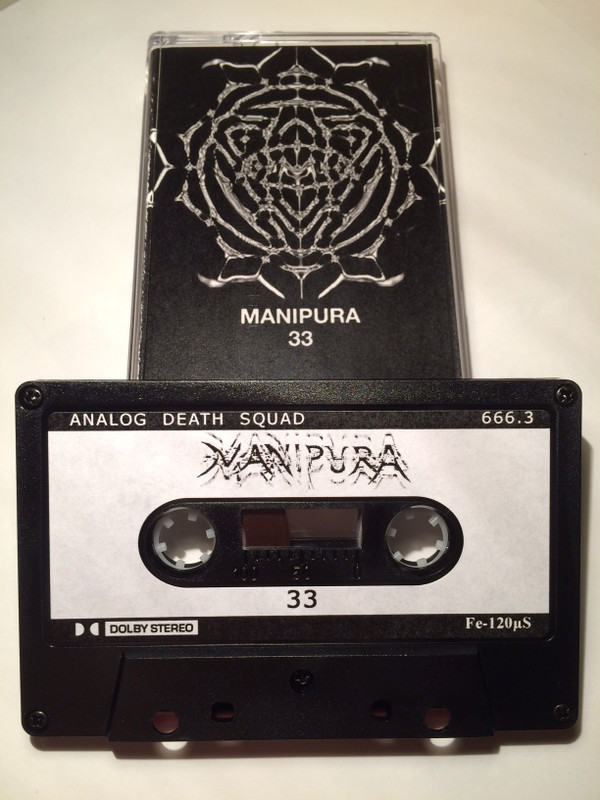 MANIPURA
33
ANALOG DEATH SQUAD 666.3
MANIPURA
100 50 0
33
DOLBY STEREO Fe-120µS